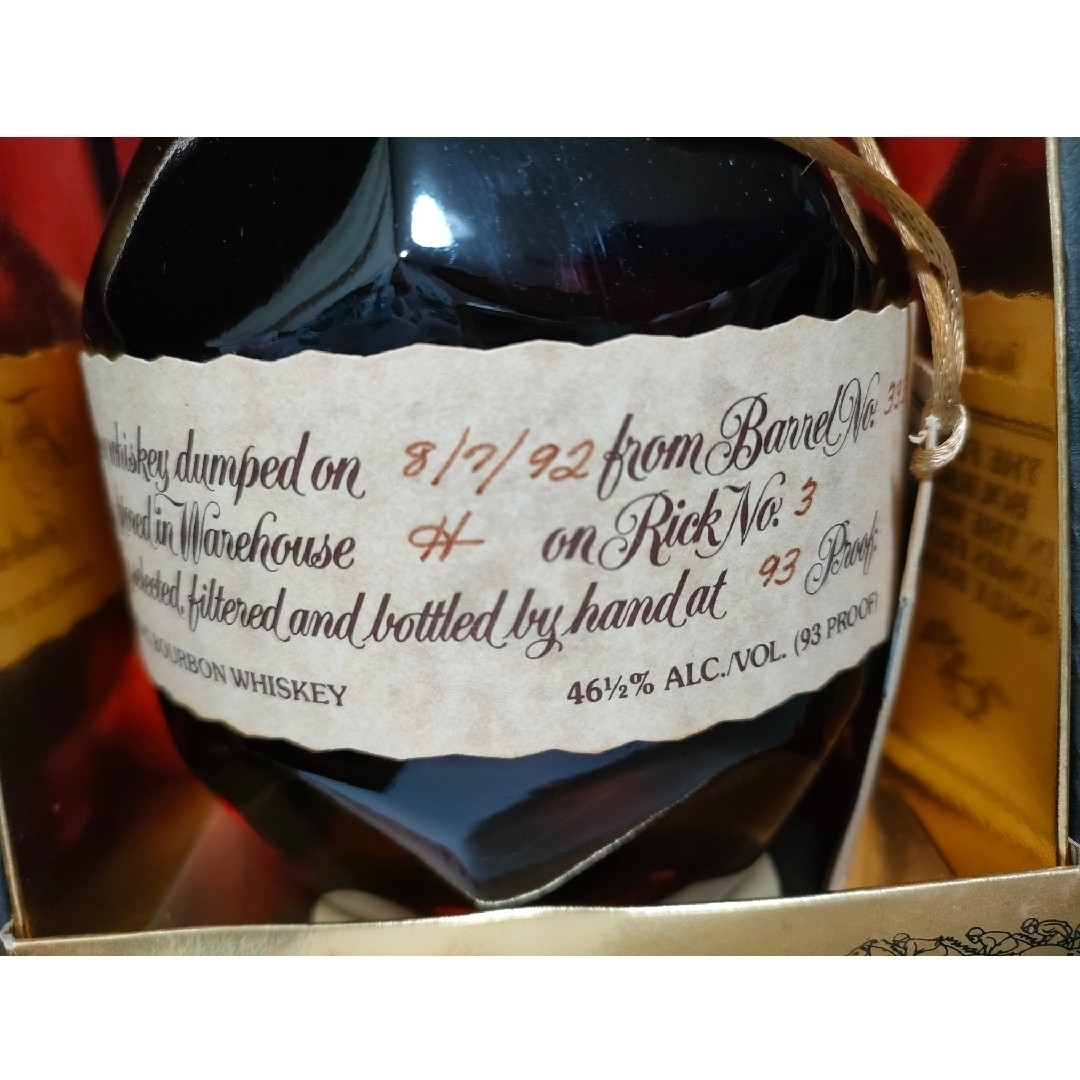 whiskey dumped on 8/7/92 from Barrel No.
in Warehouse H on Rick No. 3
selected, filtered and bottled by hand at 93 Proof.
BOURBON WHISKEY 46½% ALC./VOL. (93 PROOF)